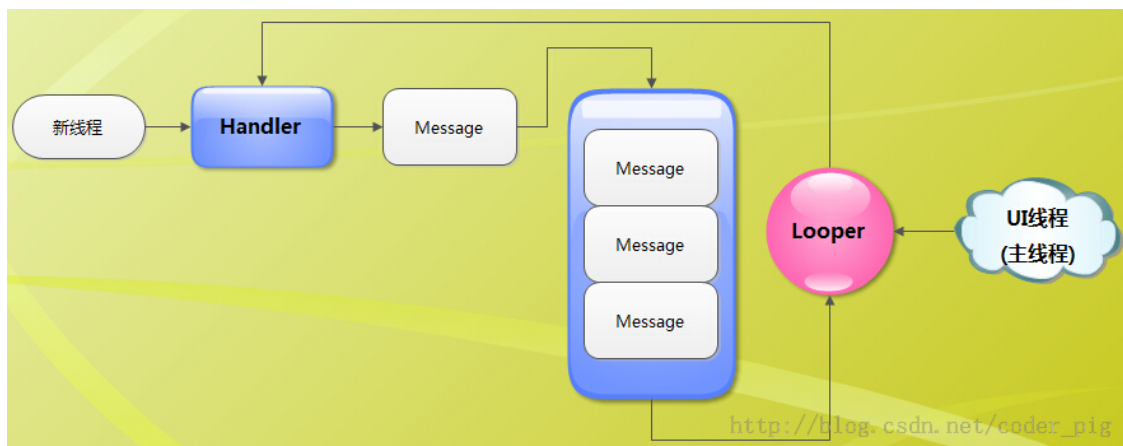 新线程
Handler
Message
Message
Message
Message
Looper
UI线程
(主线程)
http://blog.csdn.net/coder_pig